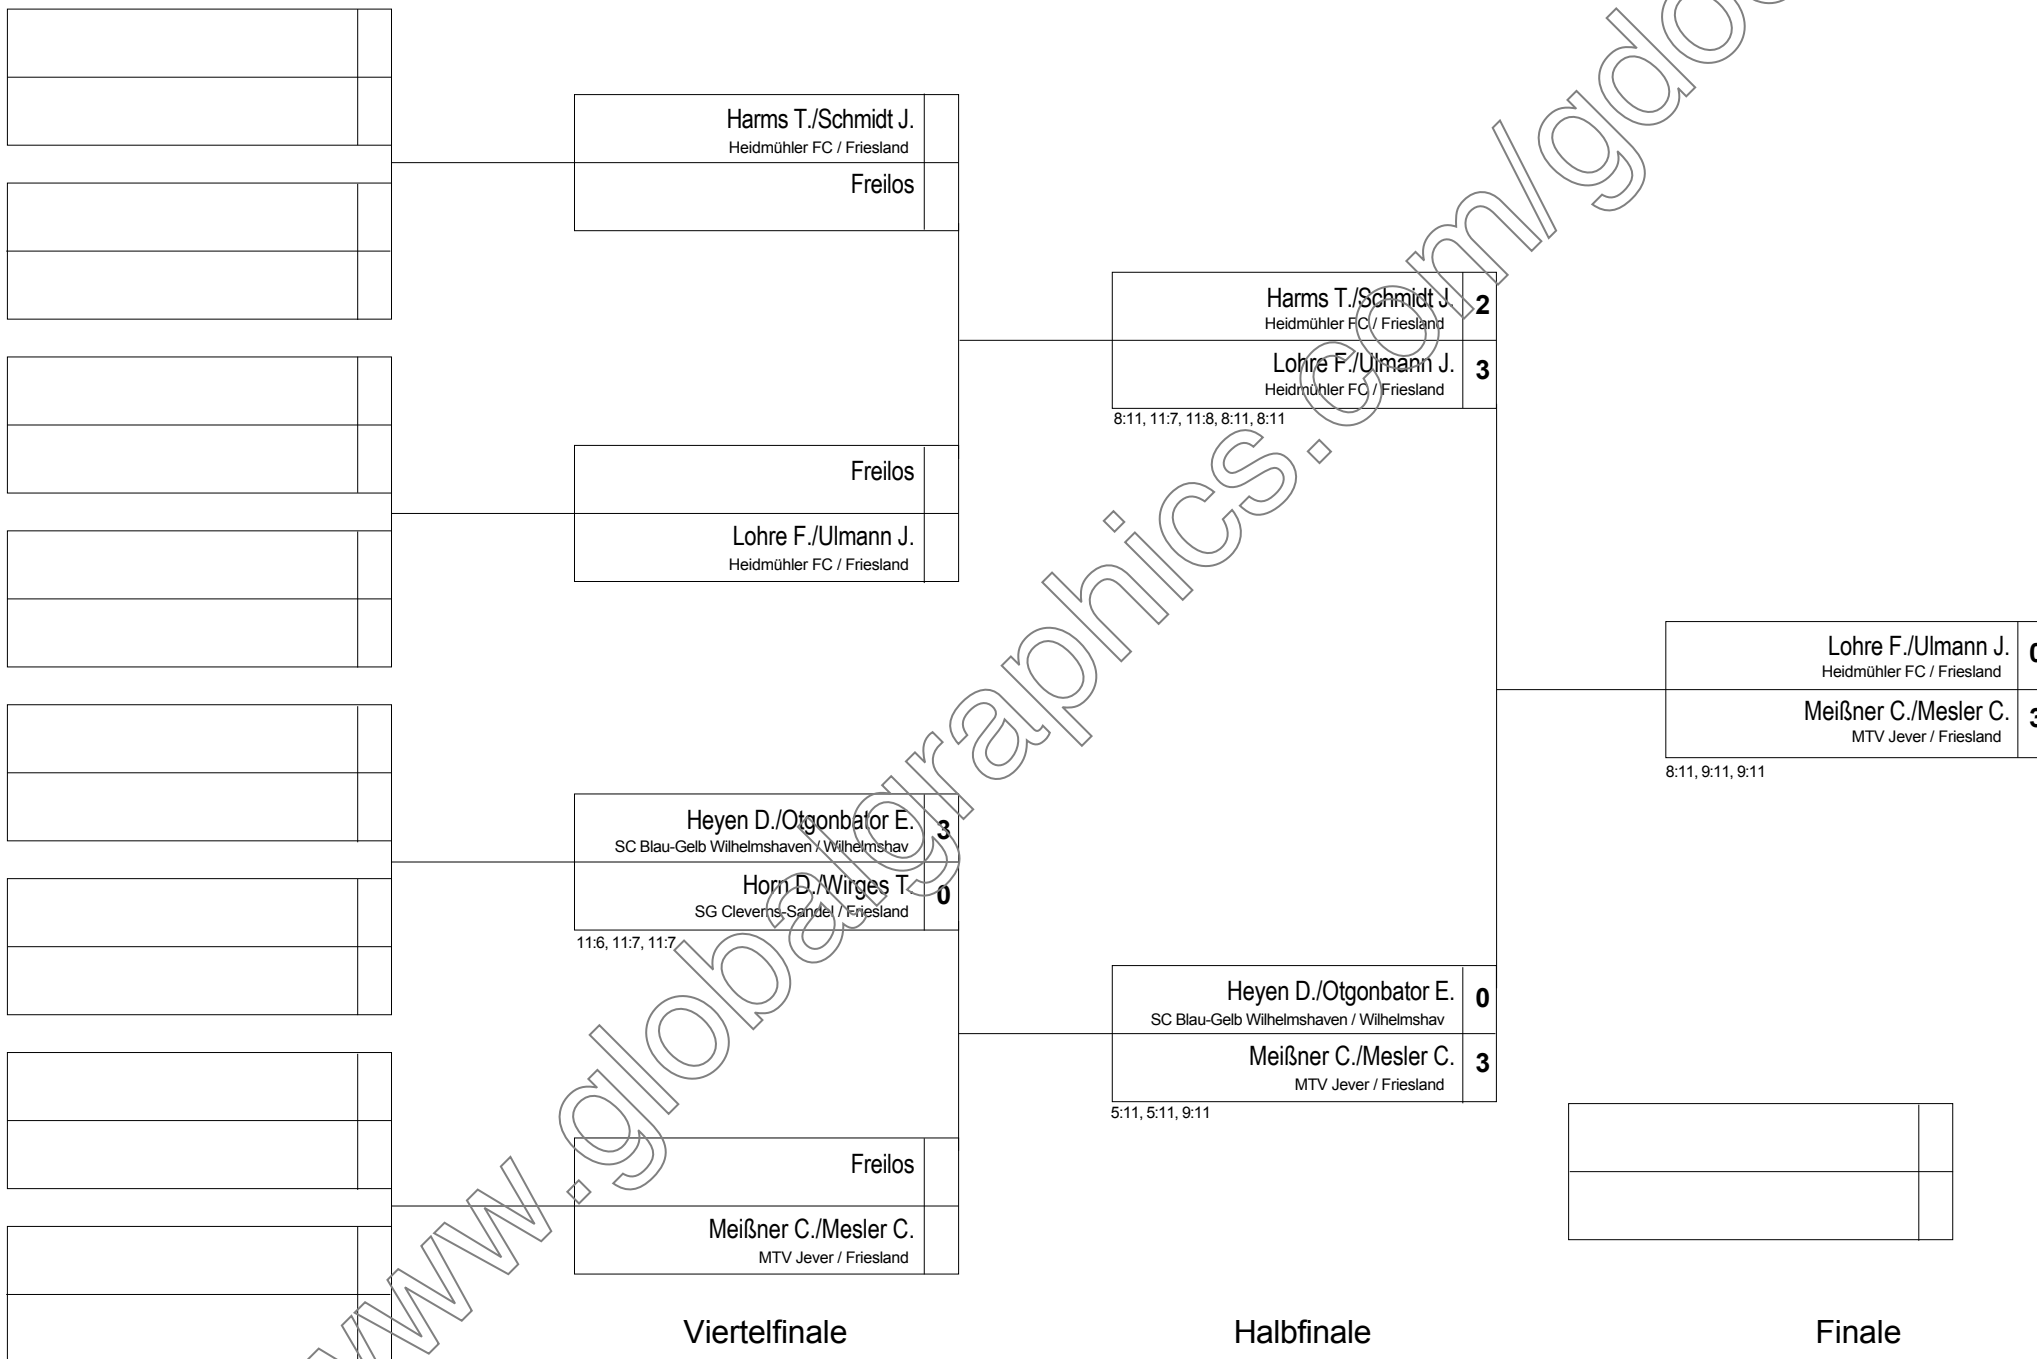 Harms T./Schmidt J.
Heidmühler FC / Friesland
Freilos
Freilos
Lohre F./Ulmann J.
Heidmühler FC / Friesland
Heyen D./Otgonbator E. 3
SC Blau-Gelb Wilhelmshaven / Wilhelmshav
Horn D./Wirges T. 0
SG Cleverns-Sandel / Friesland
11:6, 11:7, 11:7
Freilos
Meißner C./Mesler C.
MTV Jever / Friesland
Viertelfinale
Harms T./Schmidt J. 2
Heidmühler FC / Friesland
Lohre F./Ulmann J. 3
Heidmühler FC / Friesland
8:11, 11:7, 11:8, 8:11, 8:11
Heyen D./Otgonbator E. 0
SC Blau-Gelb Wilhelmshaven / Wilhelmshav
Meißner C./Mesler C. 3
MTV Jever / Friesland
5:11, 5:11, 9:11
Halbfinale
Lohre F./Ulmann J. 0
Heidmühler FC / Friesland
Meißner C./Mesler C. 3
MTV Jever / Friesland
8:11, 9:11, 9:11
Finale
www.globalgraphics.com/gdo